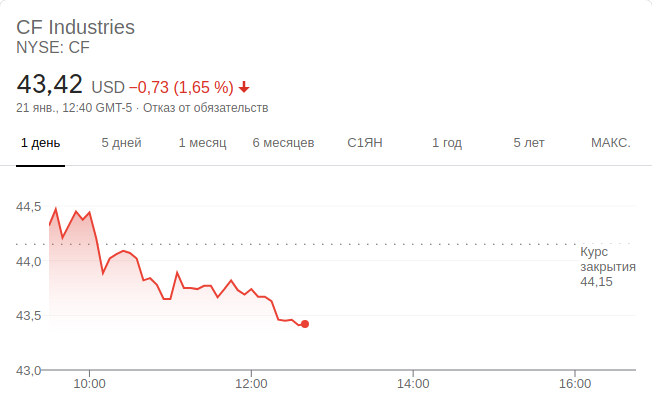 CF Industries
NYSE: CF
43,42 USD −0,73 (1,65 %)
21 янв., 12:40 GMT-5 · Отказ от обязательств
1 день 5 дней 1 месяц 6 месяцев С1ЯН 1 год 5 лет МАКС.
44,5
44,0
43,5
43,0
Курс
закрытия
44,15
10:00 12:00 14:00 16:00